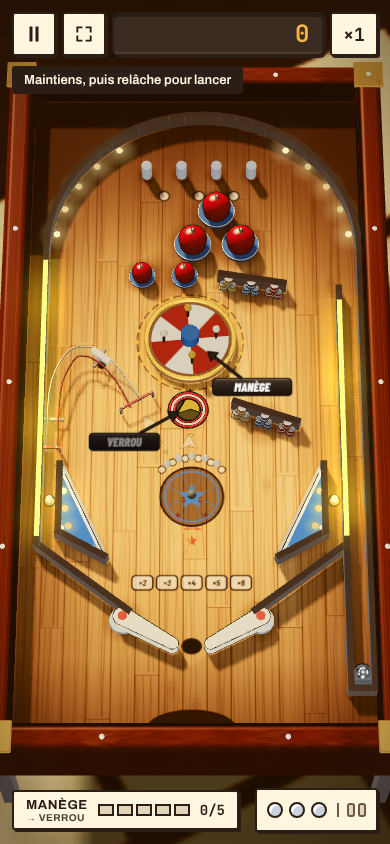 0
×1
Maintiens, puis relâche pour lancer
MANÈGE
VERROU
×2 ×3 ×4 ×5 ×8
MANÈGE 0/5
→ VERROU
00